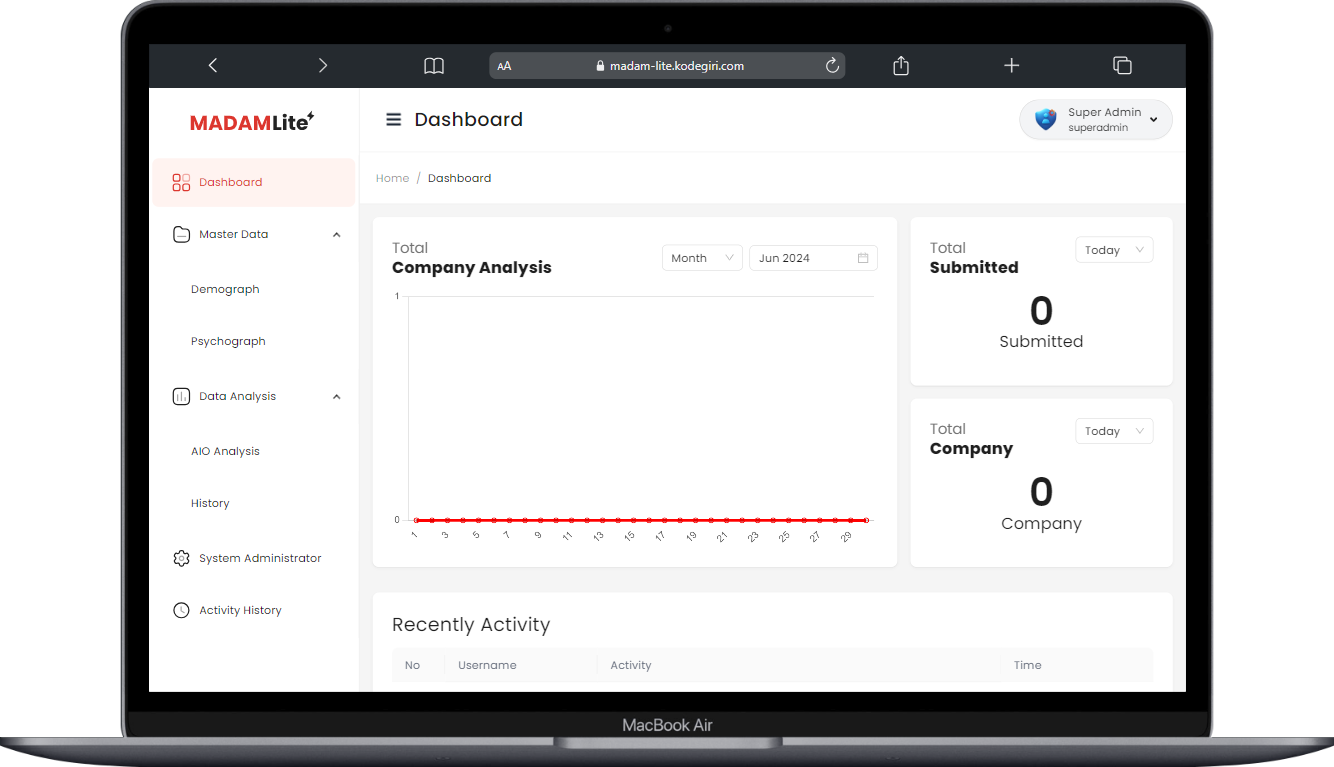 AA madam-lite.kodegiri.com
MADAMLite
Dashboard
Super Admin
superadmin
Home / Dashboard
Dashboard
Master Data
Demograph
Psychograph
Data Analysis
AIO Analysis
History
System Administrator
Activity History
Total
Company Analysis
Month
Jun 2024
1
0
1 3 5 7 9 11 13 15 17 19 21 23 25 27 29
Total
Submitted
Today
0
Submitted
Total
Company
Today
0
Company
Recently Activity
No Username Activity Time
MacBook Air